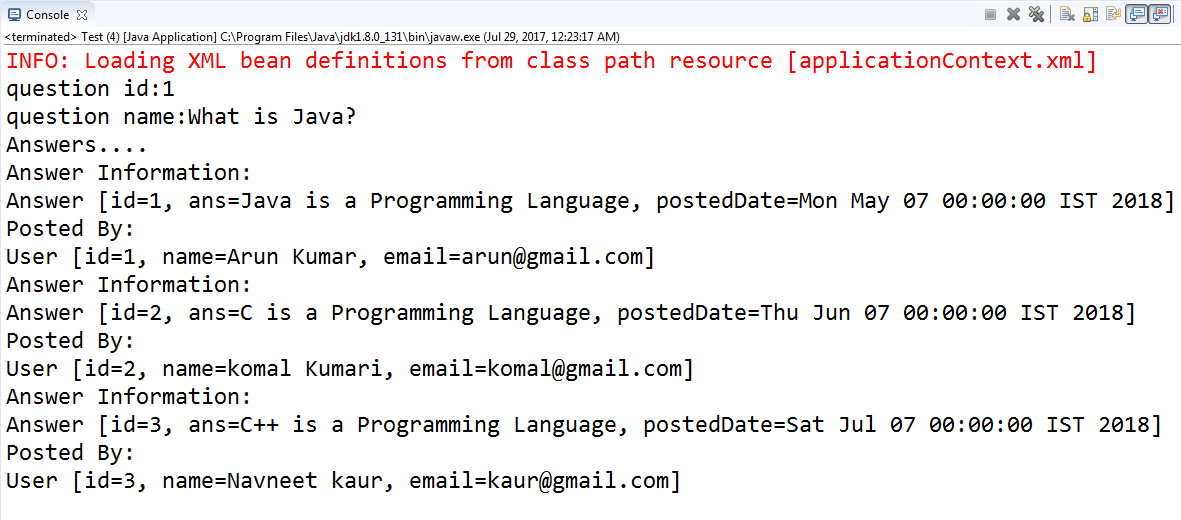 Console
<terminated> Test (4) [Java Application] C:\Program Files\Java\jdk1.8.0_131\bin\javaw.exe (Jul 29, 2017, 12:23:17 AM)
INFO: Loading XML bean definitions from class path resource [applicationContext.xml]
question id:1
question name:What is Java?
Answers....
Answer Information:
Answer [id=1, ans=Java is a Programming Language, postedDate=Mon May 07 00:00:00 IST 2018]
Posted By:
User [id=1, name=Arun Kumar, email=arun@gmail.com]
Answer Information:
Answer [id=2, ans=C is a Programming Language, postedDate=Thu Jun 07 00:00:00 IST 2018]
Posted By:
User [id=2, name=komal Kumari, email=komal@gmail.com]
Answer Information:
Answer [id=3, ans=C++ is a Programming Language, postedDate=Sat Jul 07 00:00:00 IST 2018]
Posted By:
User [id=3, name=Navneet kaur, email=kaur@gmail.com]